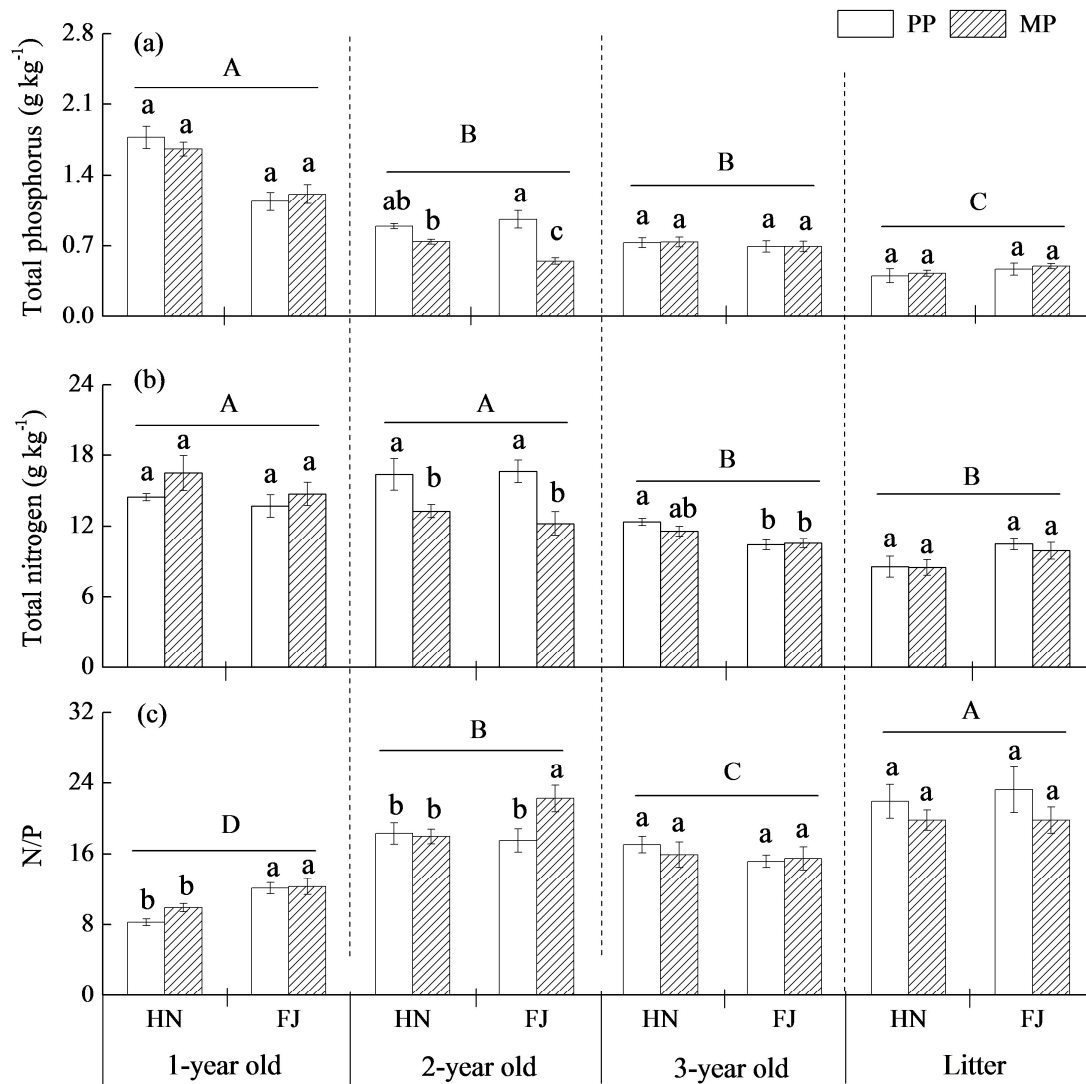 PP MP
(a)
Total phosphorus (g kg⁻¹)
2.8
2.1
1.4
0.7
0.0
A
a a a a
B
ab b a c
B
a a a a
C
a a a a
(b)
Total nitrogen (g kg⁻¹)
24
18
12
6
0
A
a a a a
A
a b a b
B
a ab b b
B
a a a a
(c)
N/P
32
24
16
8
0
D
b b a a
B
b b b a
C
a a a a
A
a a a a
HN FJ HN FJ HN FJ HN FJ
1-year old 2-year old 3-year old Litter